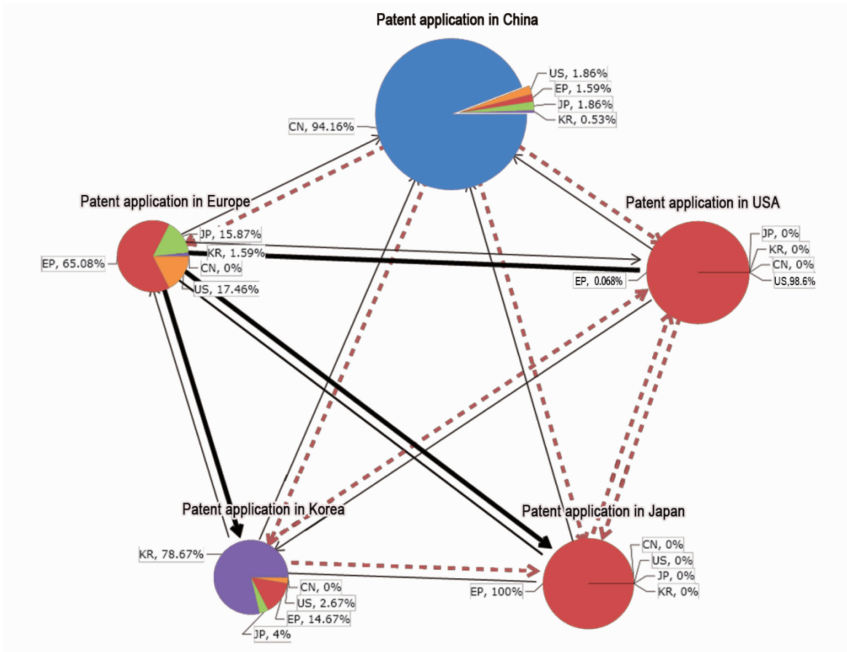 Patent application in China
US, 1.86%
EP, 1.59%
JP, 1.86%
KR, 0.53%
CN, 94.16%
Patent application in Europe
JP, 15.87%
KR, 1.59%
CN, 0%
US, 17.46%
EP, 65.08%
Patent application in USA
JP, 0%
KR, 0%
CN, 0%
US,98.6%
EP, 0.068%
Patent application in Korea
KR, 78.67%
CN, 0%
US, 2.67%
EP, 14.67%
JP, 4%
Patent application in Japan
CN, 0%
US, 0%
JP, 0%
KR, 0%
EP, 100%